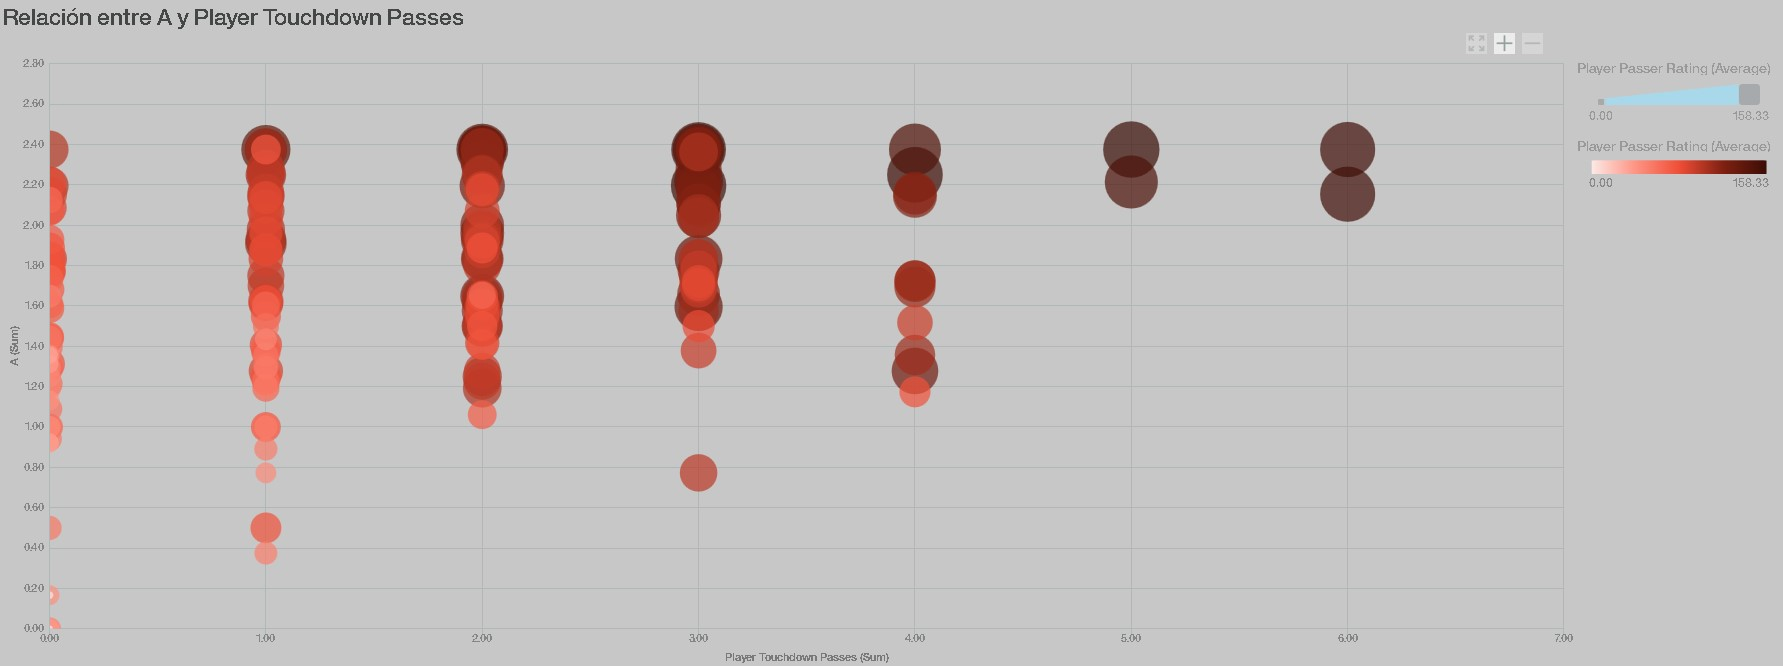 Relación entre A y Player Touchdown Passes
Player Passer Rating (Average)
0.00 158.33
Player Passer Rating (Average)
0.00 158.33
A (Sum)
2.80
2.60
2.40
2.20
2.00
1.80
1.60
1.40
1.20
1.00
0.80
0.60
0.40
0.20
0.00
0.00 1.00 2.00 3.00 4.00 5.00 6.00 7.00
Player Touchdown Passes (Sum)